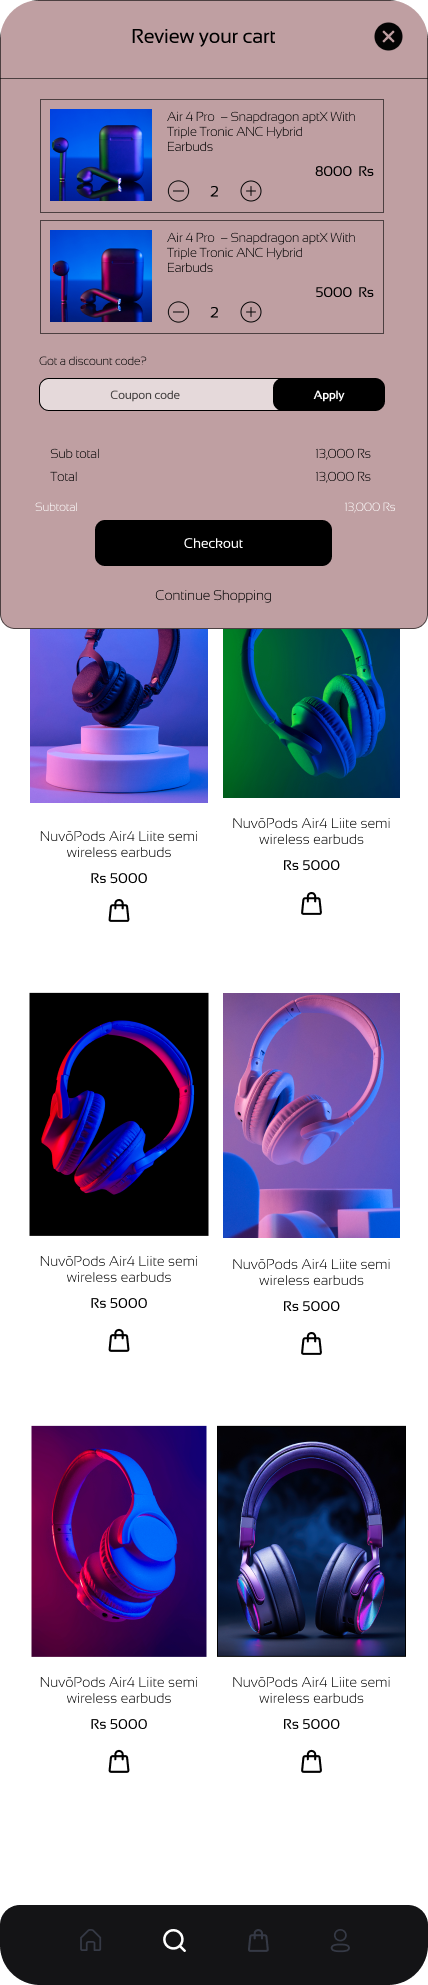 Review your cart
Air 4 Pro – Snapdragon aptX With
Triple Tronic ANC Hybrid
Earbuds
8000 Rs
2
Air 4 Pro – Snapdragon aptX With
Triple Tronic ANC Hybrid
Earbuds
5000 Rs
2
Got a discount code?
Coupon code Apply
Sub total 13,000 Rs
Total 13,000 Rs
Subtotal 13,000 Rs
Checkout
Continue Shopping
NuvōPods Air4 Liite semi
wireless earbuds
Rs 5000
NuvōPods Air4 Liite semi
wireless earbuds
Rs 5000
NuvōPods Air4 Liite semi
wireless earbuds
Rs 5000
NuvōPods Air4 Liite semi
wireless earbuds
Rs 5000
NuvōPods Air4 Liite semi
wireless earbuds
Rs 5000
NuvōPods Air4 Liite semi
wireless earbuds
Rs 5000